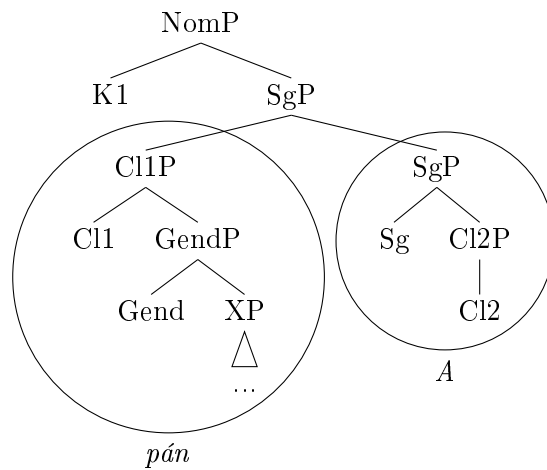 NomP
K1 SgP
Cl1P SgP
Cl1 GendP Sg Cl2P
Gend XP Cl2
...
A
pán